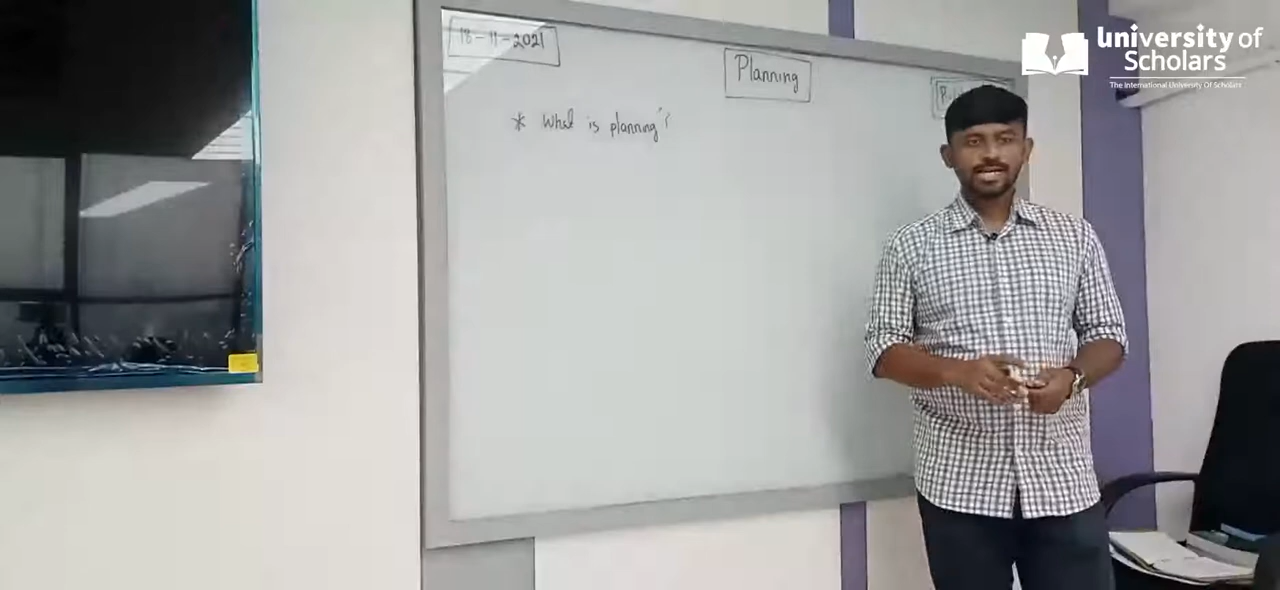 18-11-2021
Planning
* What is planning?
University of
Scholars
The International University Of Scholars